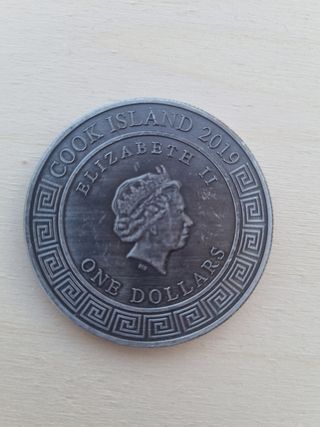 COOK ISLAND 2019
ELIZABETH II
ONE DOLLARS